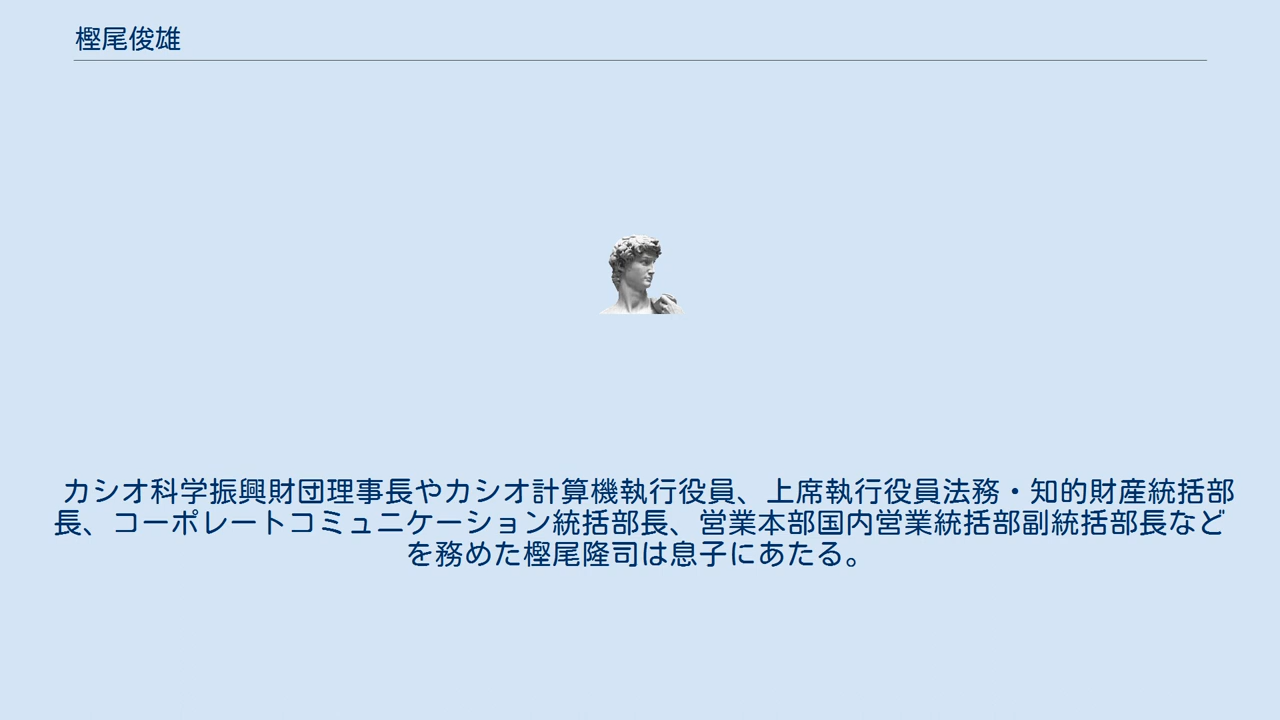 樫尾俊雄
カシオ科学振興財団理事長やカシオ計算機執行役員、上席執行役員法務・知的財産統括部
長、コーポレートコミュニケーション統括部長、営業本部国内営業統括部副統括部長など
を務めた樫尾隆司は息子にあたる。